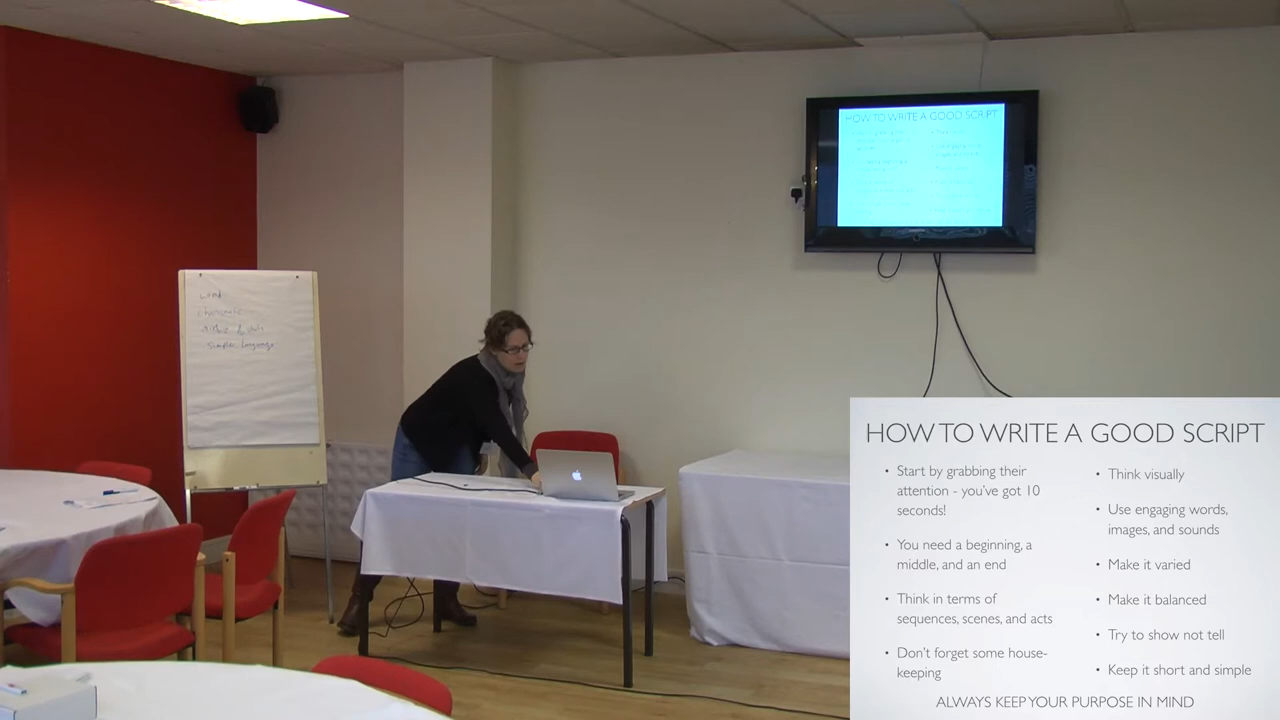 HOW TO WRITE A GOOD SCRIPT
Simple language
HOW TO WRITE A GOOD SCRIPT
• Start by grabbing their
attention - you've got 10
seconds!
• You need a beginning, a
middle, and an end
• Think in terms of
sequences, scenes, and acts
• Don't forget some house-
keeping
• Think visually
• Use engaging words,
images, and sounds
• Make it varied
• Make it balanced
• Try to show not tell
• Keep it short and simple
ALWAYS KEEP YOUR PURPOSE IN MIND